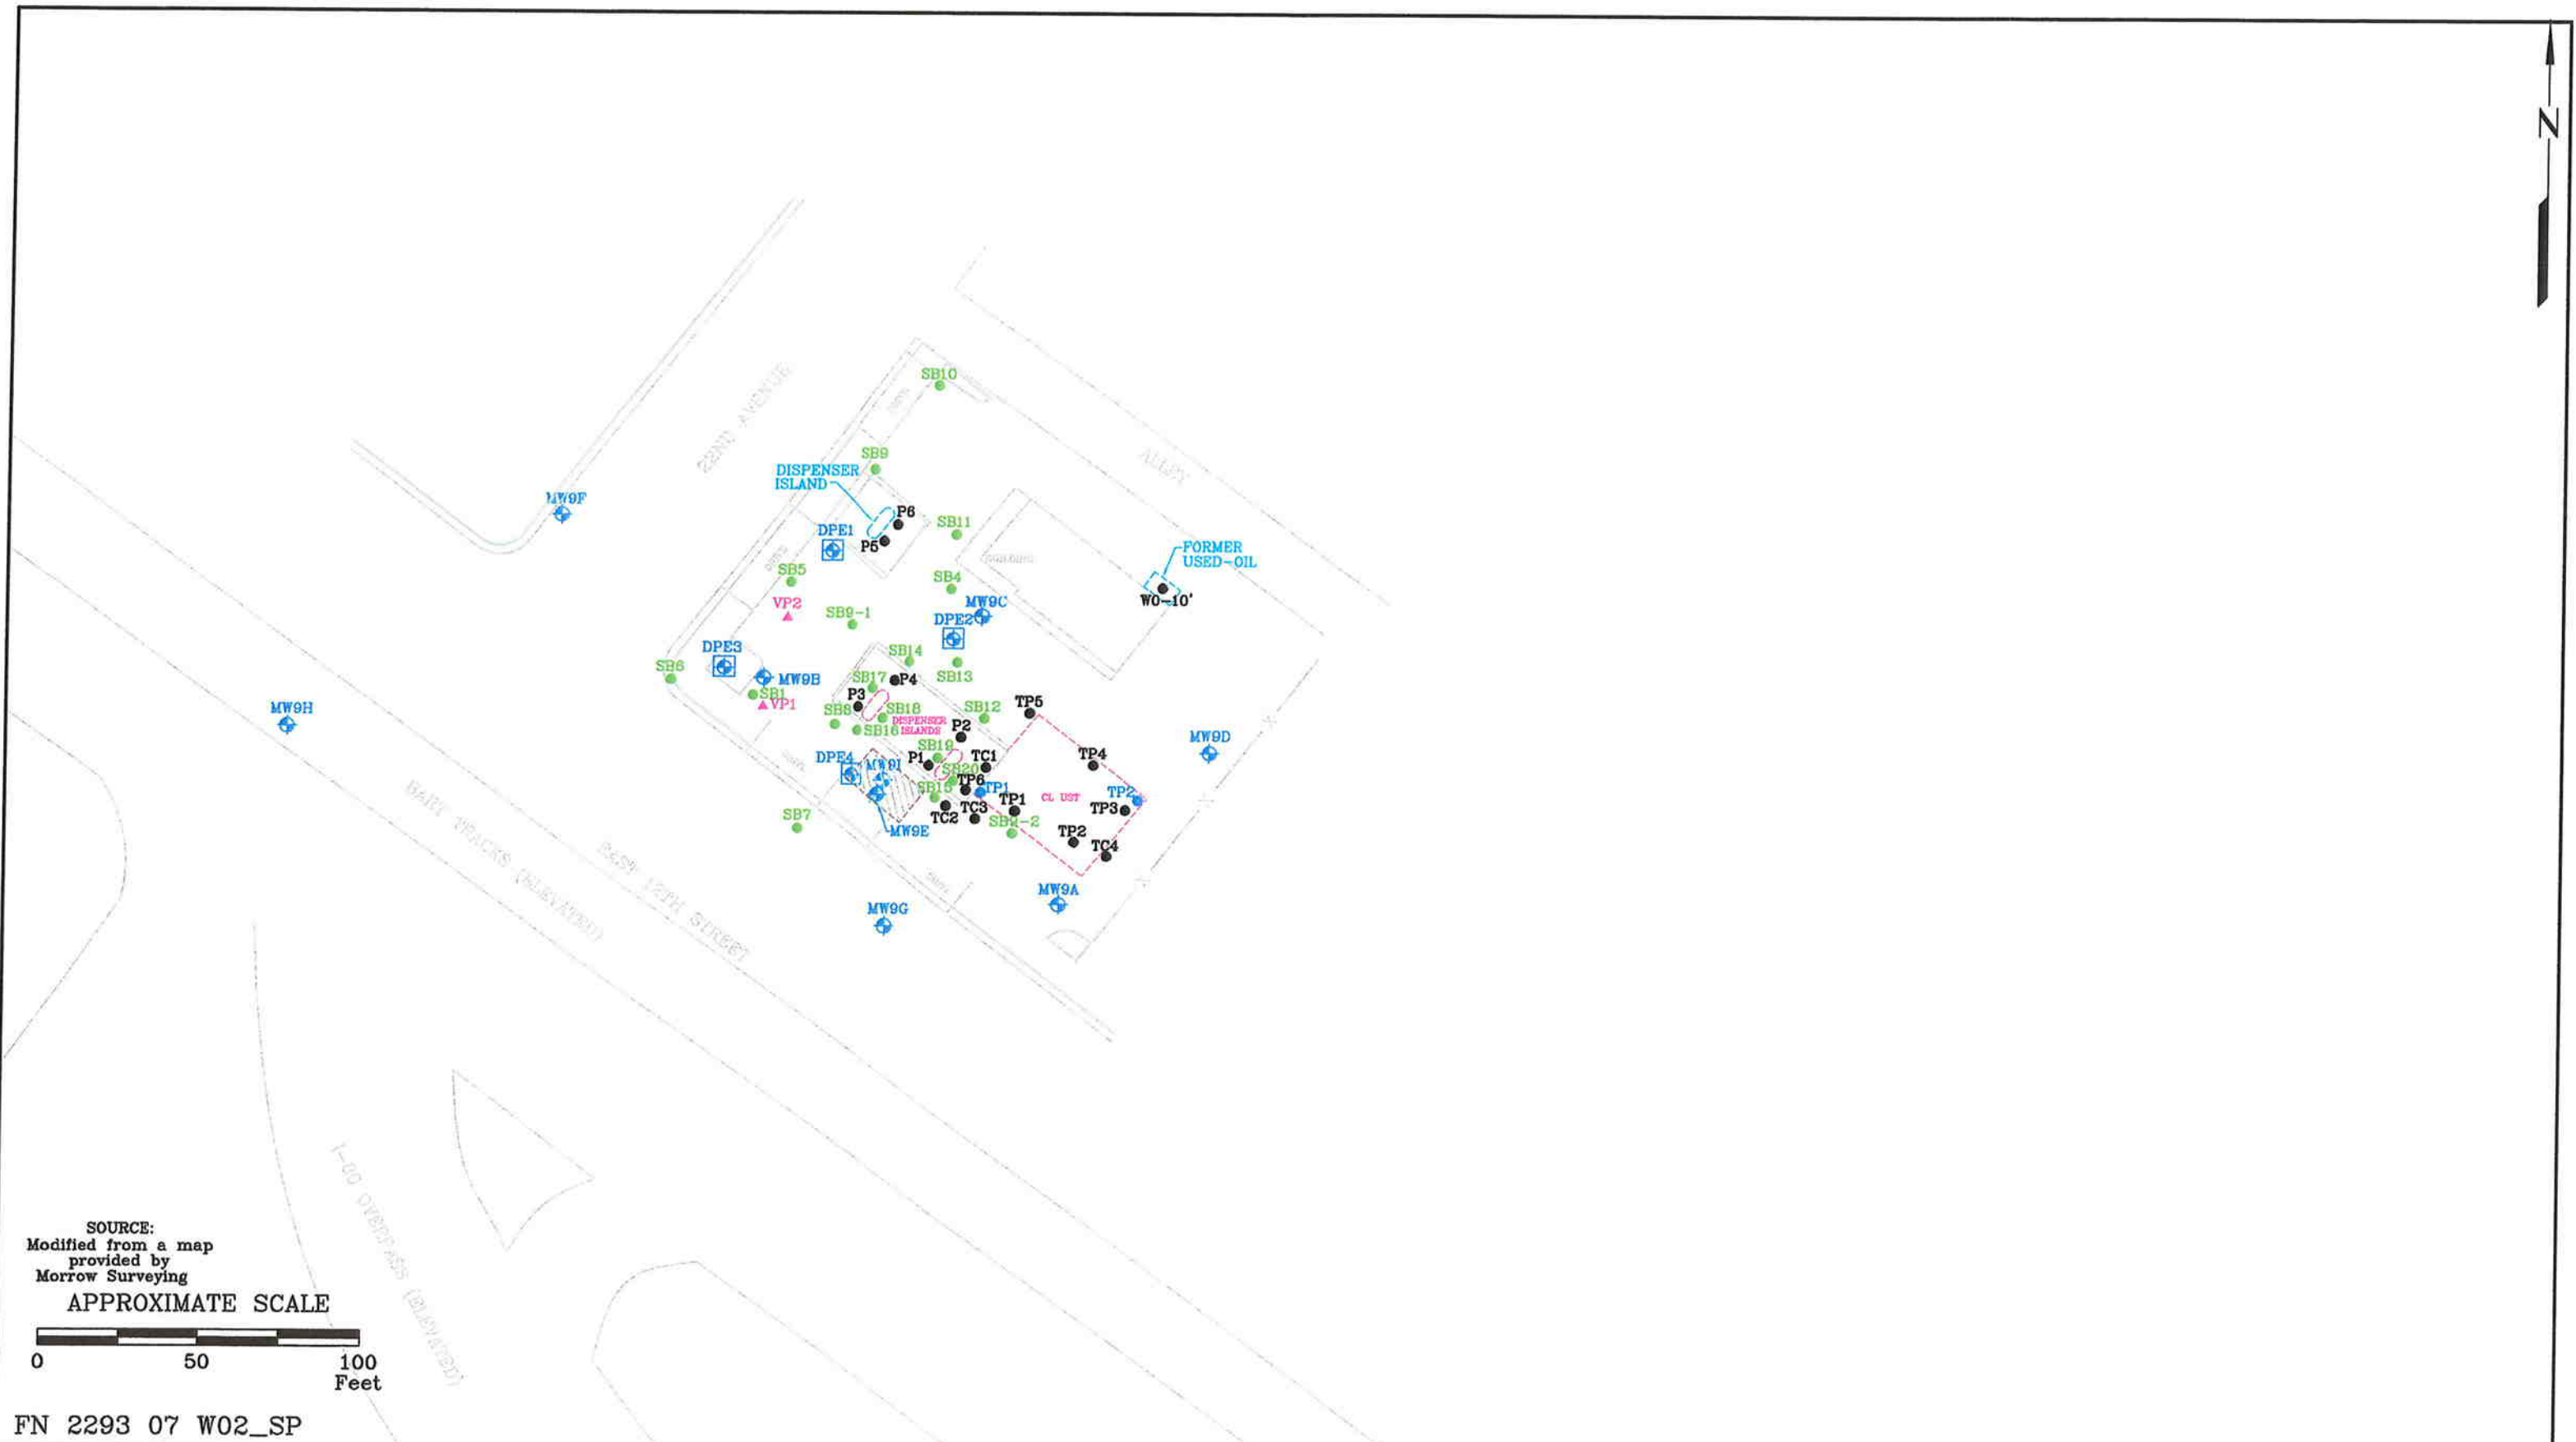 N
SB10
22ND AVENUE
SB9
DISPENSER
ISLAND
ALLEY
MW9F
P6
SB11
DPE1
P5
FORMER
USED-OIL
SB5
SB4
WO-10'
VP2
SB9-1
MW9C
DPE2
DPE3
SB14
SB6
MW9B
SB17
P4
SB13
SB1
P3
VP1
TP5
MW9H
SB8
SB18
SB12
DISPENSER
ISLANDS
SB16
P2
MW9D
SB19
TP4
DPE4
MW9I
P1
TC1
SB20
TP6
TP1
SB15
TP2
CL UST
TP1
TP3
TC3
TC2
SB7
SB9-2
MW9E
TP2
TC4
BART TRACKS (ELEVATED)
EAST 12TH STREET
MW9A
MW9G
SOURCE:
Modified from a map
provided by
Morrow Surveying
APPROXIMATE SCALE
0 50 100
Feet
FN 2293 07 W02_SP